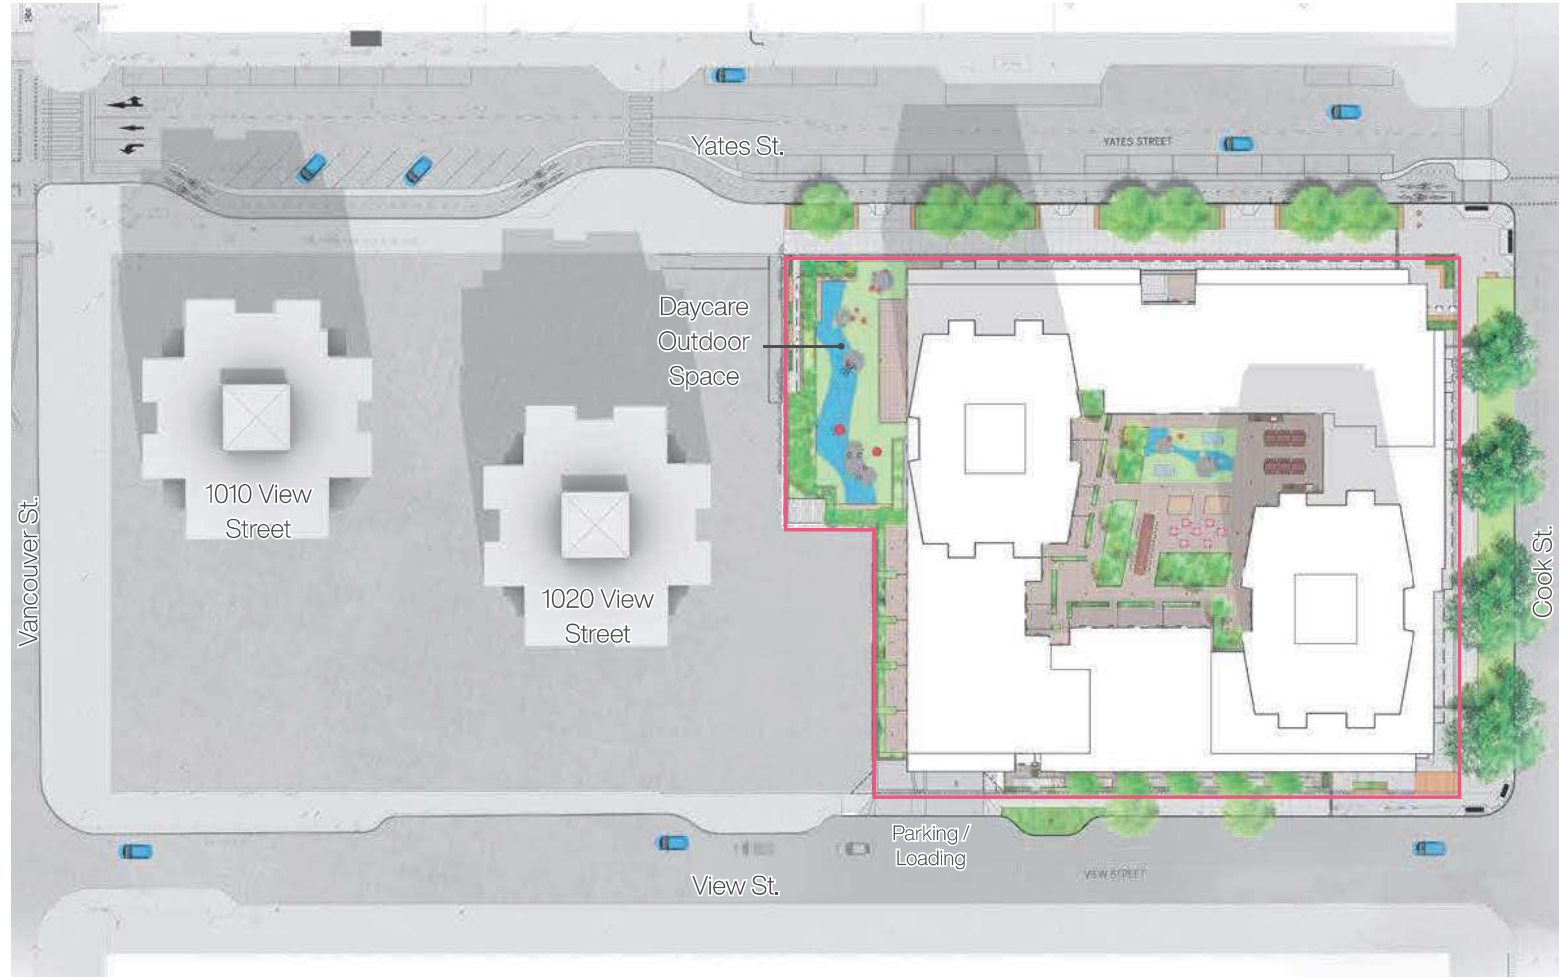 Yates St.
YATES STREET
Daycare
Outdoor
Space
1010 View
Street
1020 View
Street
Vancouver St.
Cook St.
Parking /
Loading
VIEW STREET
View St.